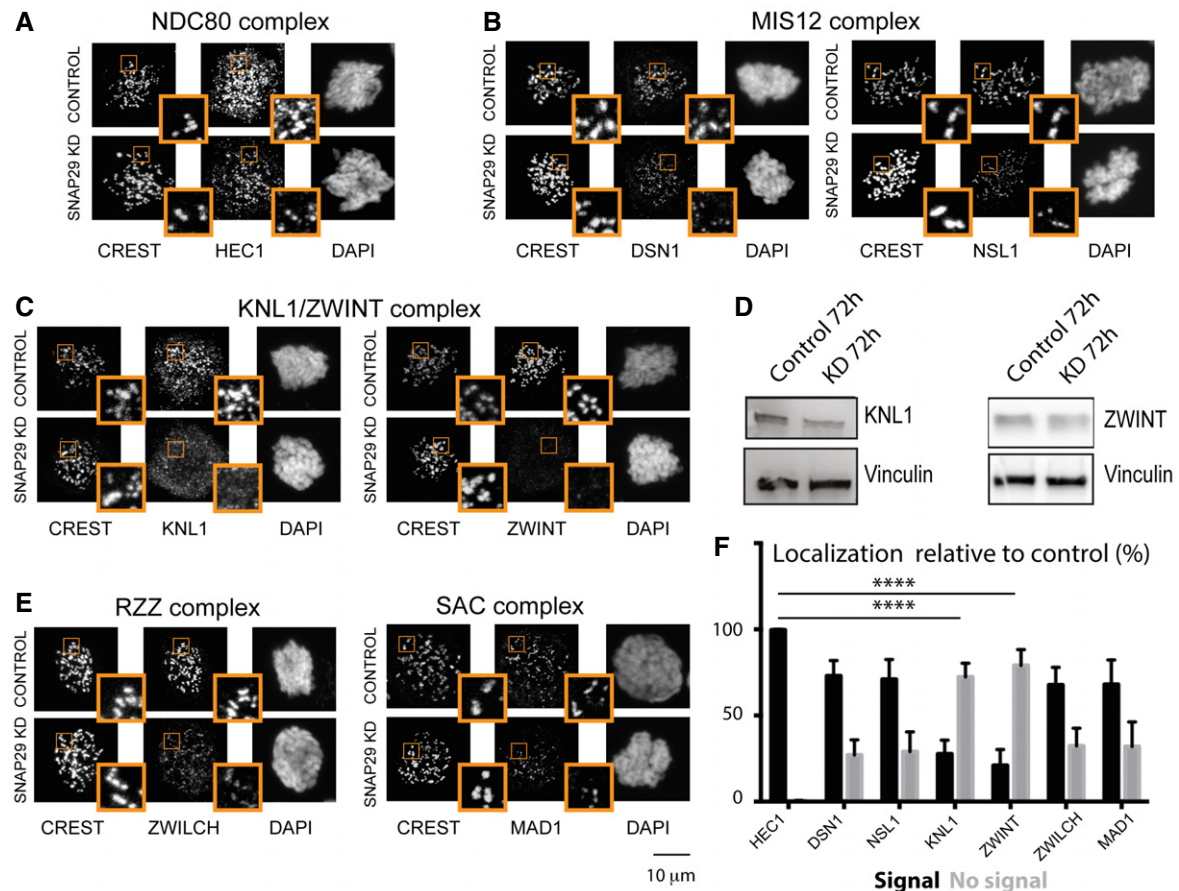 A
NDC80 complex
CONTROL
SNAP29 KD
CREST HEC1 DAPI
B
MIS12 complex
CONTROL
SNAP29 KD
CREST DSN1 DAPI
CONTROL
SNAP29 KD
CREST NSL1 DAPI
C
KNL1/ZWINT complex
CONTROL
SNAP29 KD
CREST KNL1 DAPI
CONTROL
SNAP29 KD
CREST ZWINT DAPI
D
Control 72h
KD 72h
KNL1
Vinculin
Control 72h
KD 72h
ZWINT
Vinculin
E
RZZ complex
CONTROL
SNAP29 KD
CREST ZWILCH DAPI
SAC complex
CONTROL
SNAP29 KD
CREST MAD1 DAPI
10 μm
F
Localization relative to control (%)
****
****
100
50
0
HEC1 DSN1 NSL1 KNL1 ZWINT ZWILCH MAD1
Signal No signal